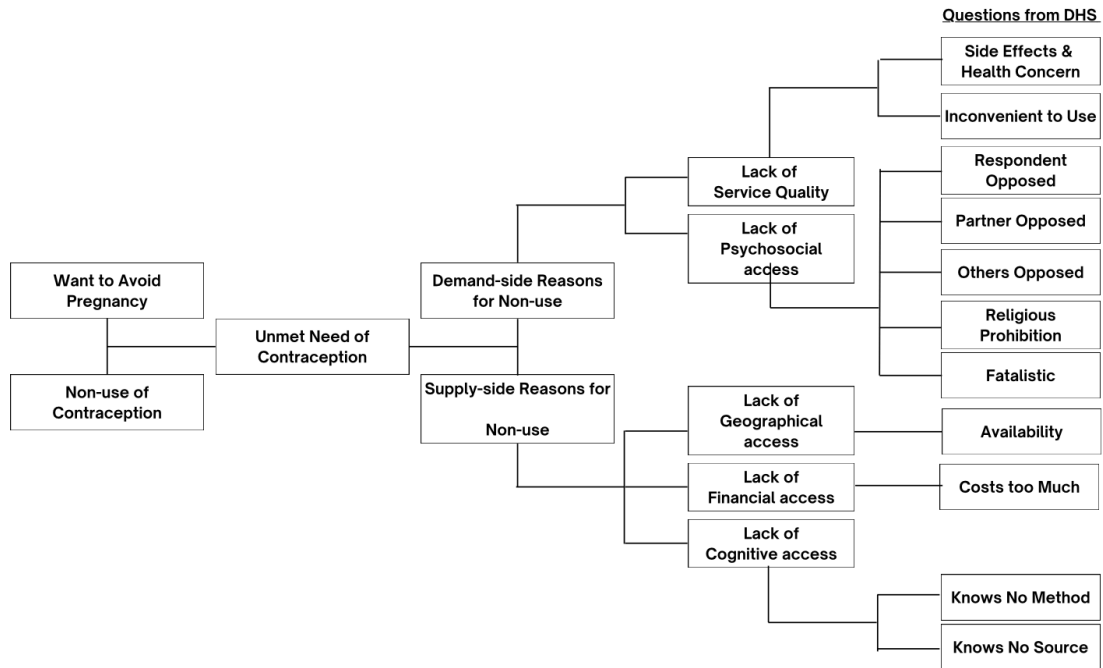 Questions from DHS
Side Effects &
Health Concern
Inconvenient to Use
Lack of
Service Quality
Respondent
Opposed
Lack of
Psychosocial
access
Partner Opposed
Want to Avoid
Pregnancy
Demand-side Reasons
for Non-use
Others Opposed
Unmet Need of
Contraception
Religious
Prohibition
Non-use of
Contraception
Supply-side Reasons for
Non-use
Fatalistic
Lack of
Geographical
access
Availability
Lack of
Financial access
Costs too Much
Lack of
Cognitive access
Knows No Method
Knows No Source